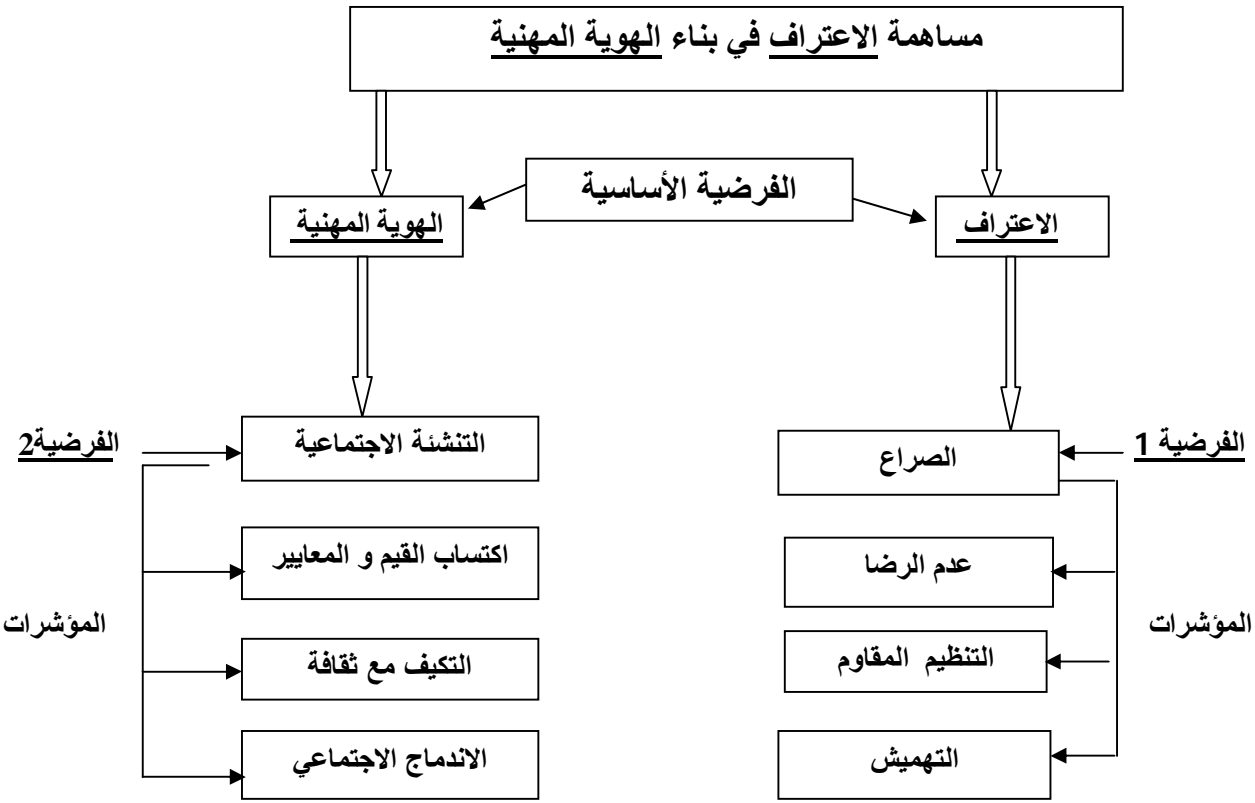 مساهمة الاعتراف في بناء الهوية المهنية
الفرضية الأساسية
الاعتراف
الهوية المهنية
الفرضية 1
الصراع
التنشئة الاجتماعية
الفرضية2
عدم الرضا
اكتساب القيم و المعايير
المؤشرات
المؤشرات
التنظيم المقاوم
التكيف مع ثقافة
التهميش
الاندماج الاجتماعي